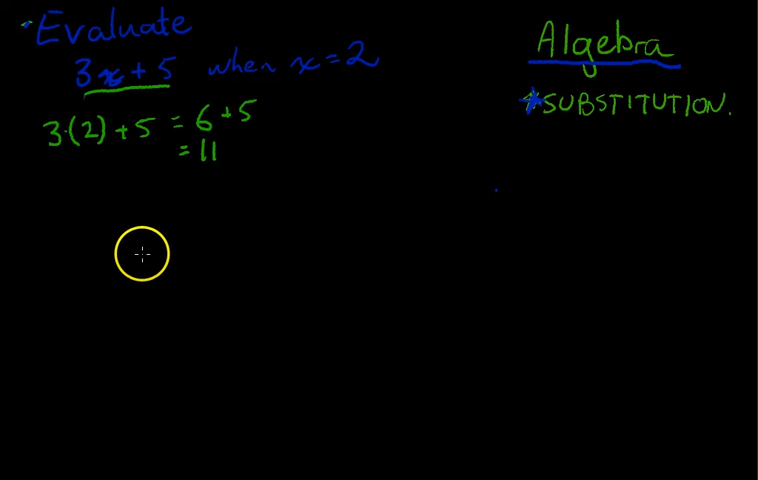 Evaluate
3x + 5 when x = 2
3·(2) + 5 = 6 + 5
= 11
Algebra
SUBSTITUTION.